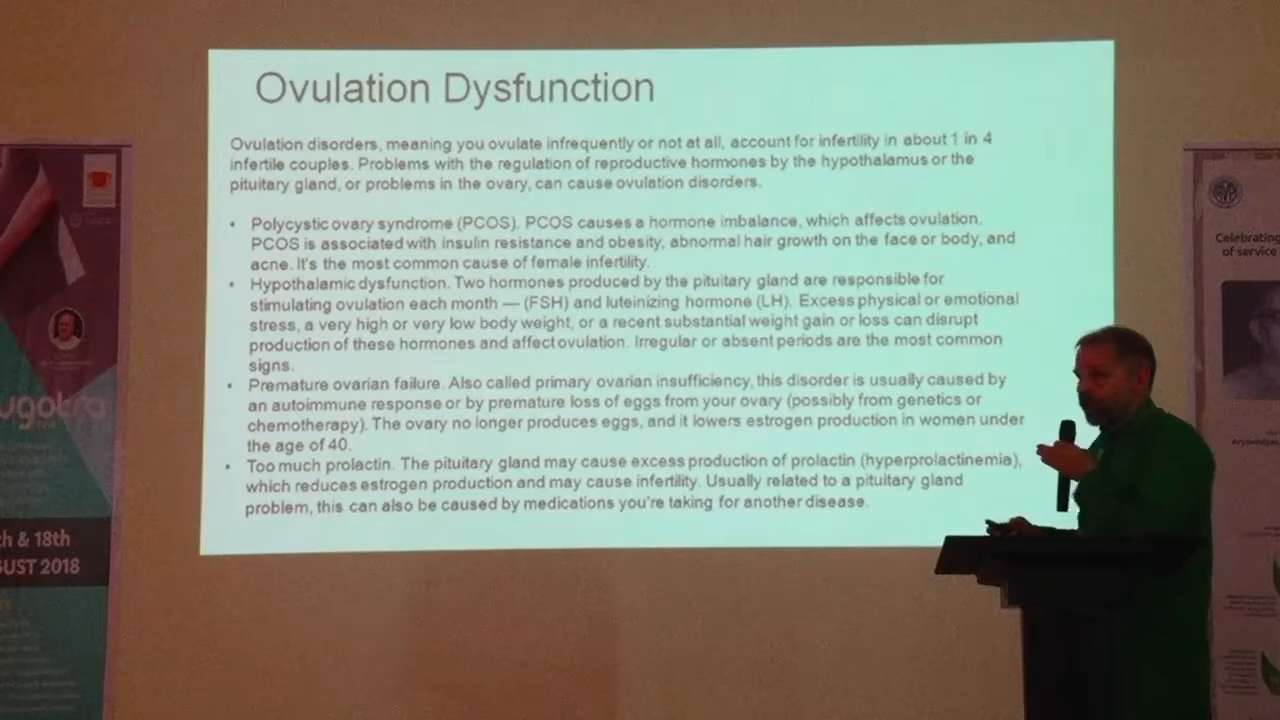 Ovulation Dysfunction
Ovulation disorders, meaning you ovulate infrequently or not at all, account for infertility in about 1 in 4
infertile couples. Problems with the regulation of reproductive hormones by the hypothalamus or the
pituitary gland, or problems in the ovary, can cause ovulation disorders.
• Polycystic ovary syndrome (PCOS). PCOS causes a hormone imbalance, which affects ovulation.
PCOS is associated with insulin resistance and obesity, abnormal hair growth on the face or body, and
acne. It's the most common cause of female infertility.
• Hypothalamic dysfunction. Two hormones produced by the pituitary gland are responsible for
stimulating ovulation each month — (FSH) and luteinizing hormone (LH). Excess physical or emotional
stress, a very high or very low body weight, or a recent substantial weight gain or loss can disrupt
production of these hormones and affect ovulation. Irregular or absent periods are the most common
signs.
• Premature ovarian failure. Also called primary ovarian insufficiency, this disorder is usually caused by
an autoimmune response or by premature loss of eggs from your ovary (possibly from genetics or
chemotherapy). The ovary no longer produces eggs, and it lowers estrogen production in women under
the age of 40.
• Too much prolactin. The pituitary gland may cause excess production of prolactin (hyperprolactinemia),
which reduces estrogen production and may cause infertility. Usually related to a pituitary gland
problem, this can also be caused by medications you're taking for another disease.
& 18th
2018
Celebrating
of service